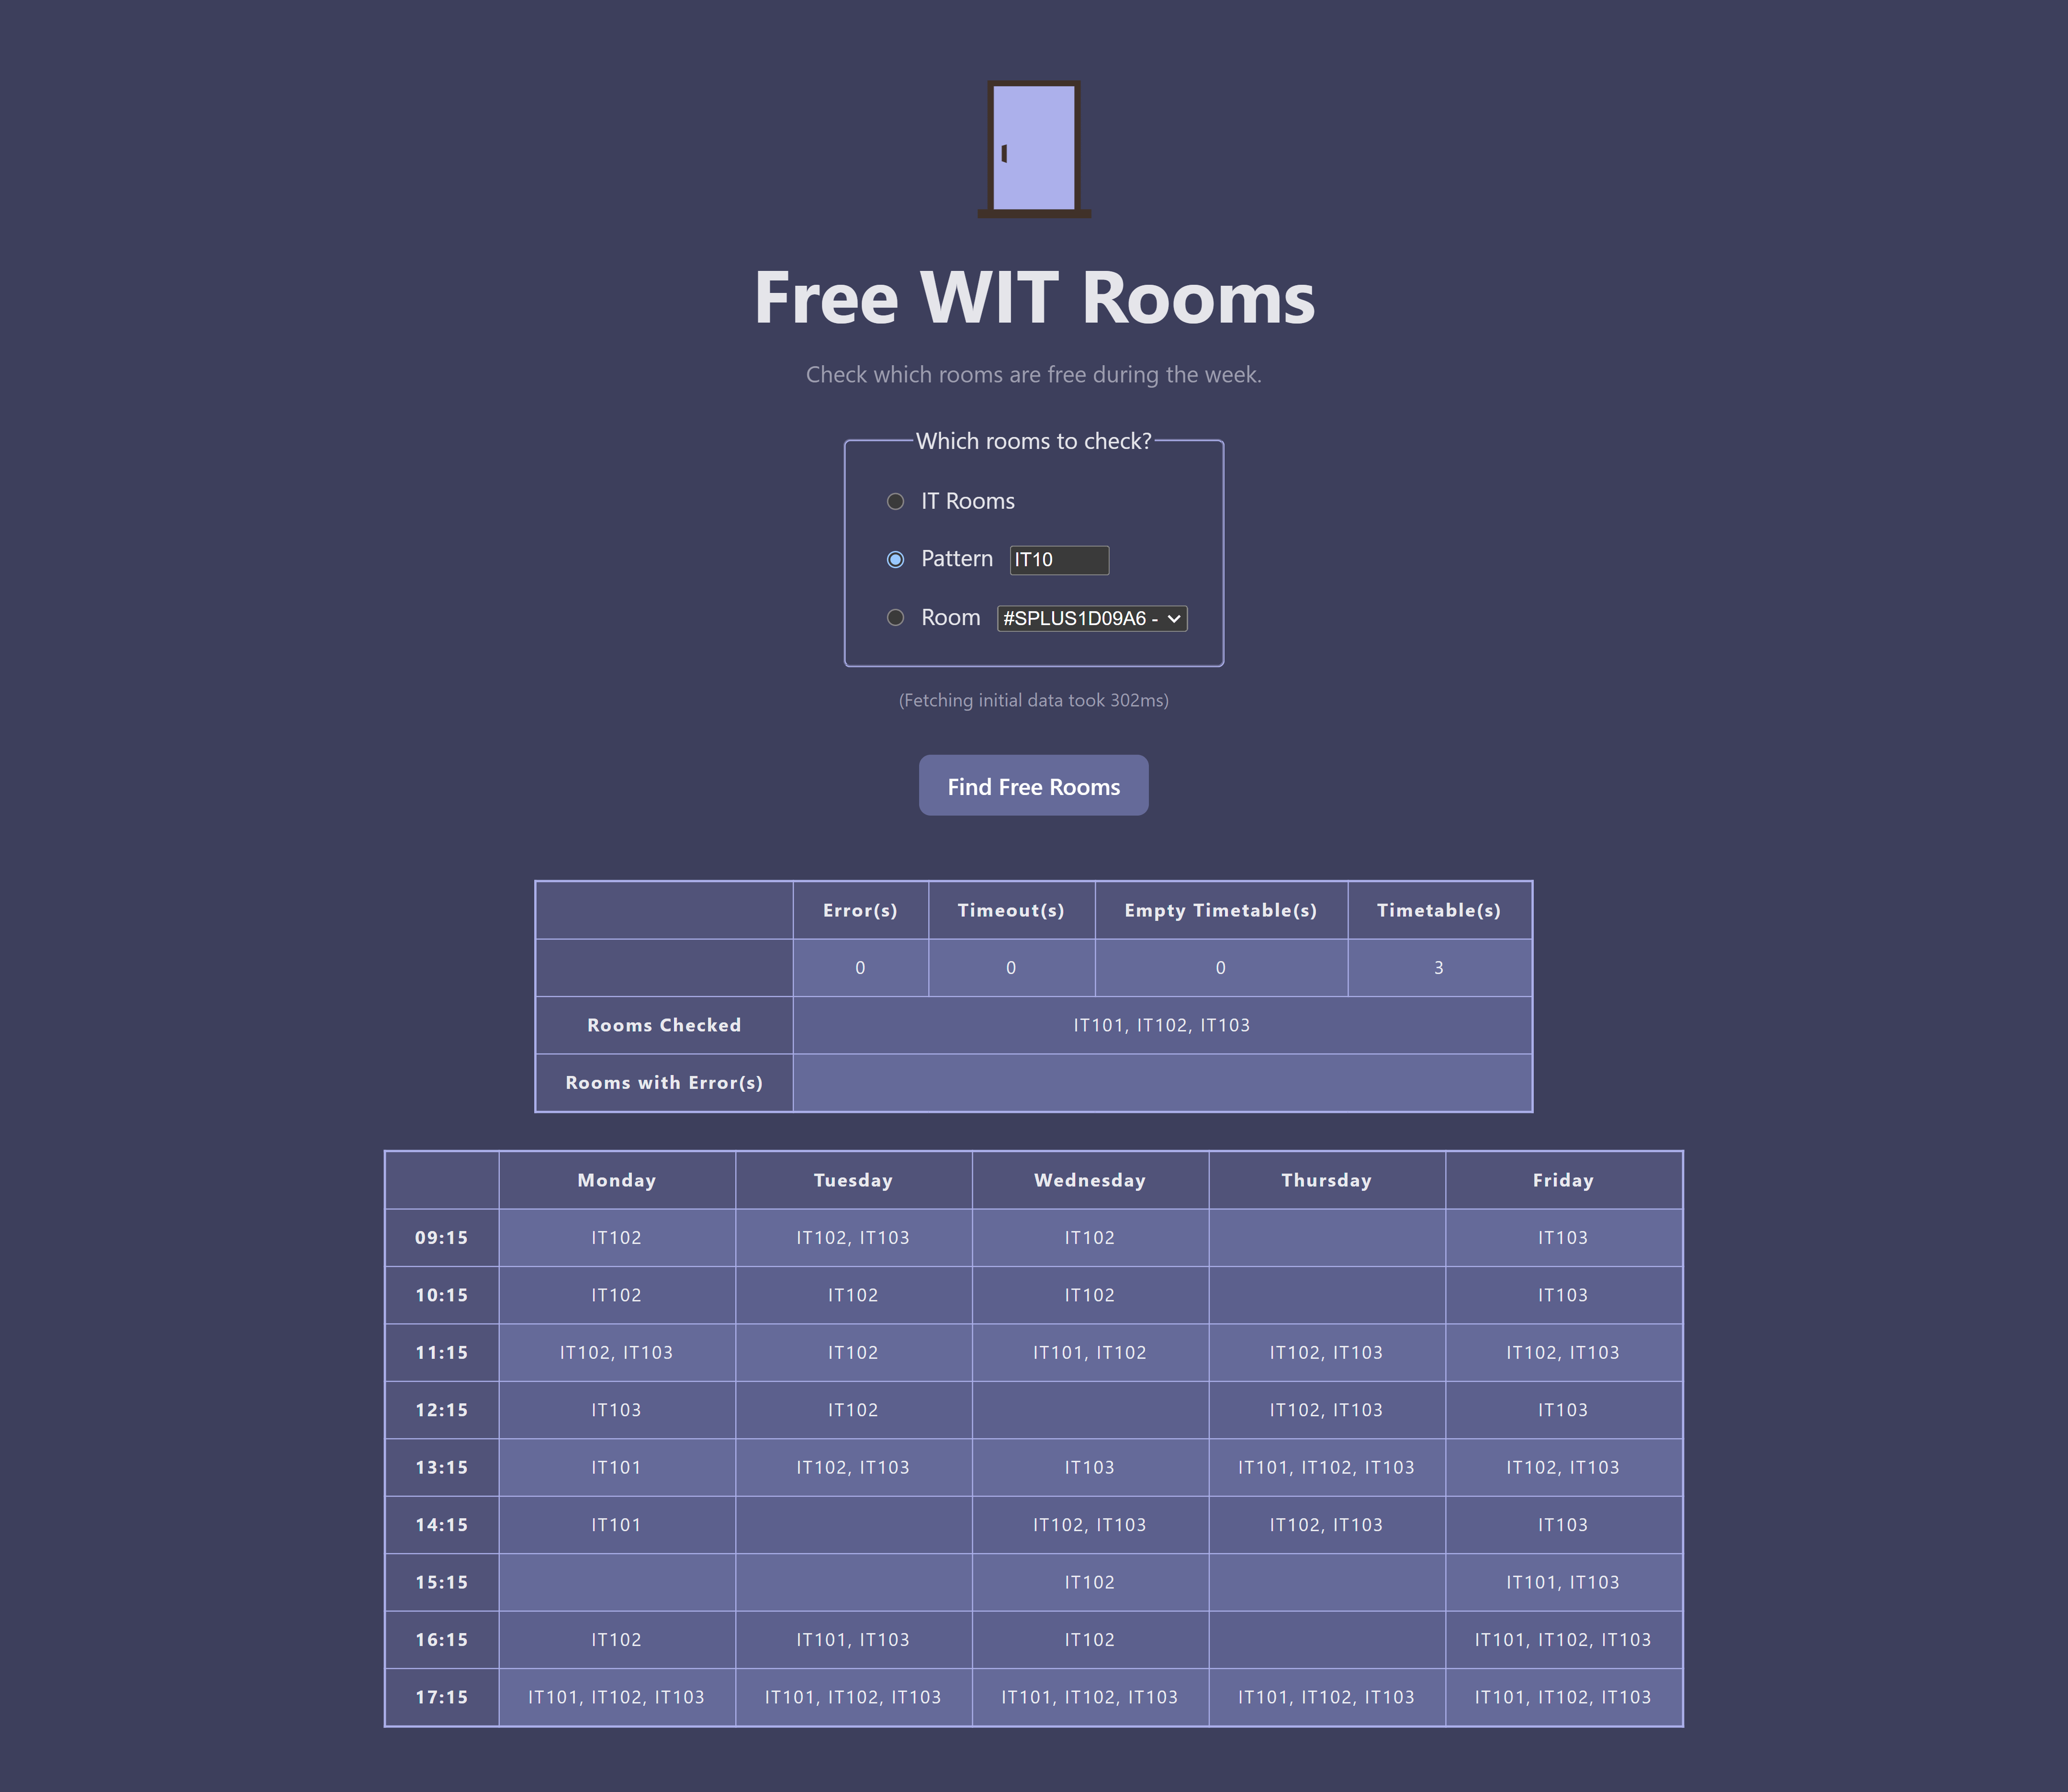 Free WIT Rooms
Check which rooms are free during the week.
Which rooms to check?
IT Rooms
Pattern IT10
Room #SPLUS1D09A6 -
(Fetching initial data took 302ms)
Find Free Rooms
Error(s) Timeout(s) Empty Timetable(s) Timetable(s)
0 0 0 3
Rooms Checked IT101, IT102, IT103
Rooms with Error(s)
Monday Tuesday Wednesday Thursday Friday
09:15 IT102 IT102, IT103 IT102 IT103
10:15 IT102 IT102 IT102 IT103
11:15 IT102, IT103 IT102 IT101, IT102 IT102, IT103 IT102, IT103
12:15 IT103 IT102 IT102, IT103 IT103
13:15 IT101 IT102, IT103 IT103 IT101, IT102, IT103 IT102, IT103
14:15 IT101 IT102, IT103 IT102, IT103 IT103
15:15 IT102 IT101, IT103
16:15 IT102 IT101, IT103 IT102 IT101, IT102, IT103
17:15 IT101, IT102, IT103 IT101, IT102, IT103 IT101, IT102, IT103 IT101, IT102, IT103 IT101, IT102, IT103